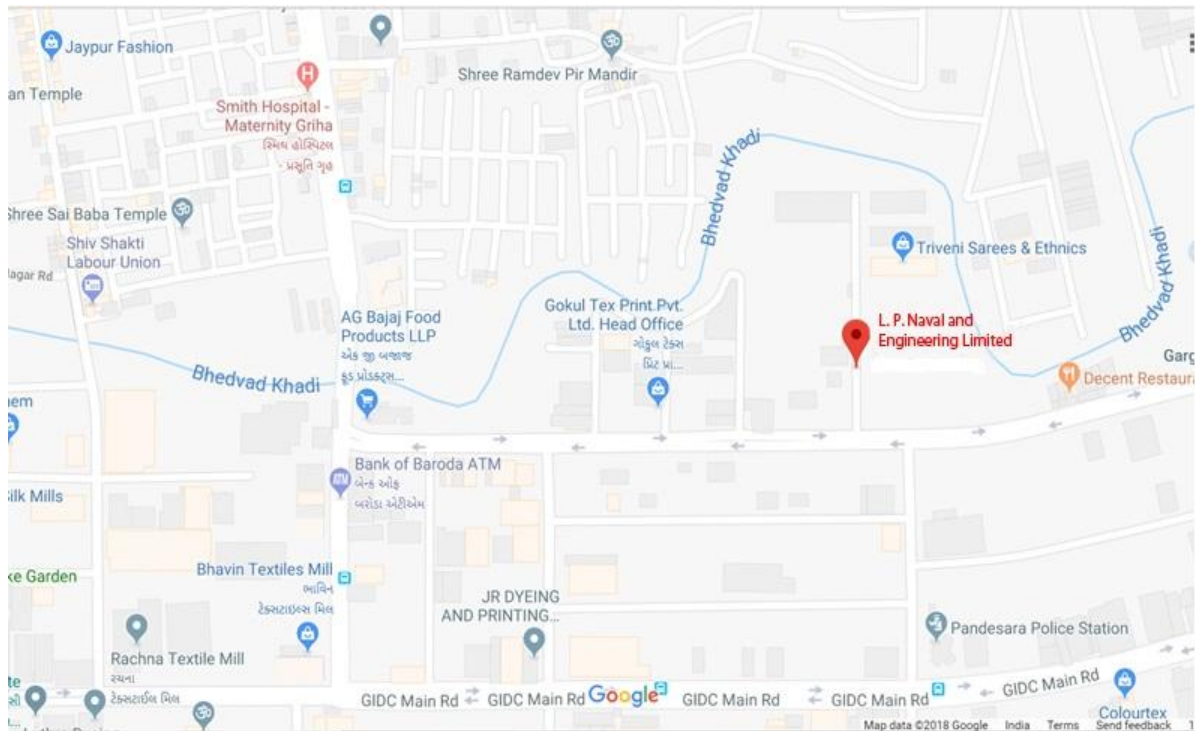 Jaypur Fashion
an Temple
Shree Ramdev Pir Mandir
Smith Hospital -
Maternity Griha
સ્મિથ હોસ્પિટલ
- પ્રસૂતિ ગૃહ
Bhedvad Khadi
Shree Sai Baba Temple
Shiv Shakti
Labour Union
lagar Rd
Triveni Sarees & Ethnics
Bhedvad Khadi
AG Bajaj Food
Products LLP
એક જી બજાજ
ફૂડ પ્રોડક્ટ્સ...
Gokul Tex Print Pvt.
Ltd. Head Office
ગોકુલ ટેક્સ
પ્રિંટ પ્રા...
L. P. Naval and
Engineering Limited
Bhedvad Khadi
Garg
Decent Restaura
em
Bank of Baroda ATM
બેન્ક ઓફ
બરોડા એટીએમ
ATM
ilk Mills
ke Garden
Bhavin Textiles Mill
ભાવિન
ટેક્સટાઇલ્સ મિલ
JR DYEING
AND PRINTING...
Pandesara Police Station
Rachna Textile Mill
રચના
ટેક્સટાઈલ મિલ
te
GIDC Main Rd
GIDC Main Rd
Google
GIDC Main Rd
GIDC Main Rd
GIDC Main Rd
Colourtex
Map data ©2018 Google India Terms Send feedback